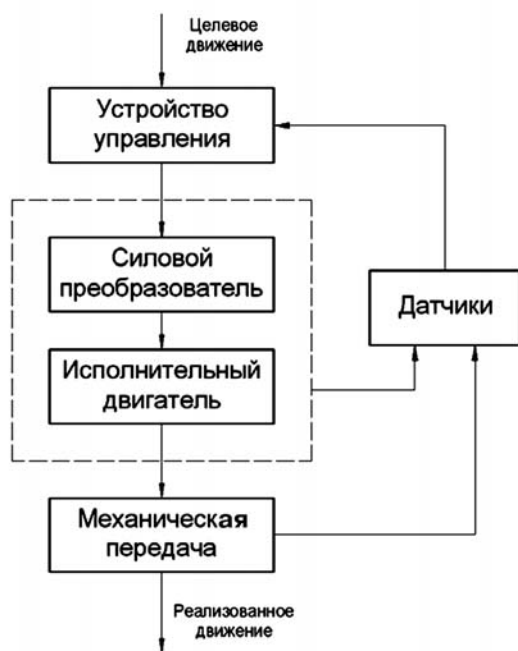 Целевое
движение
Устройство
управления
Силовой
преобразователь
Датчики
Исполнительный
двигатель
Механическая
передача
Реализованное
движение